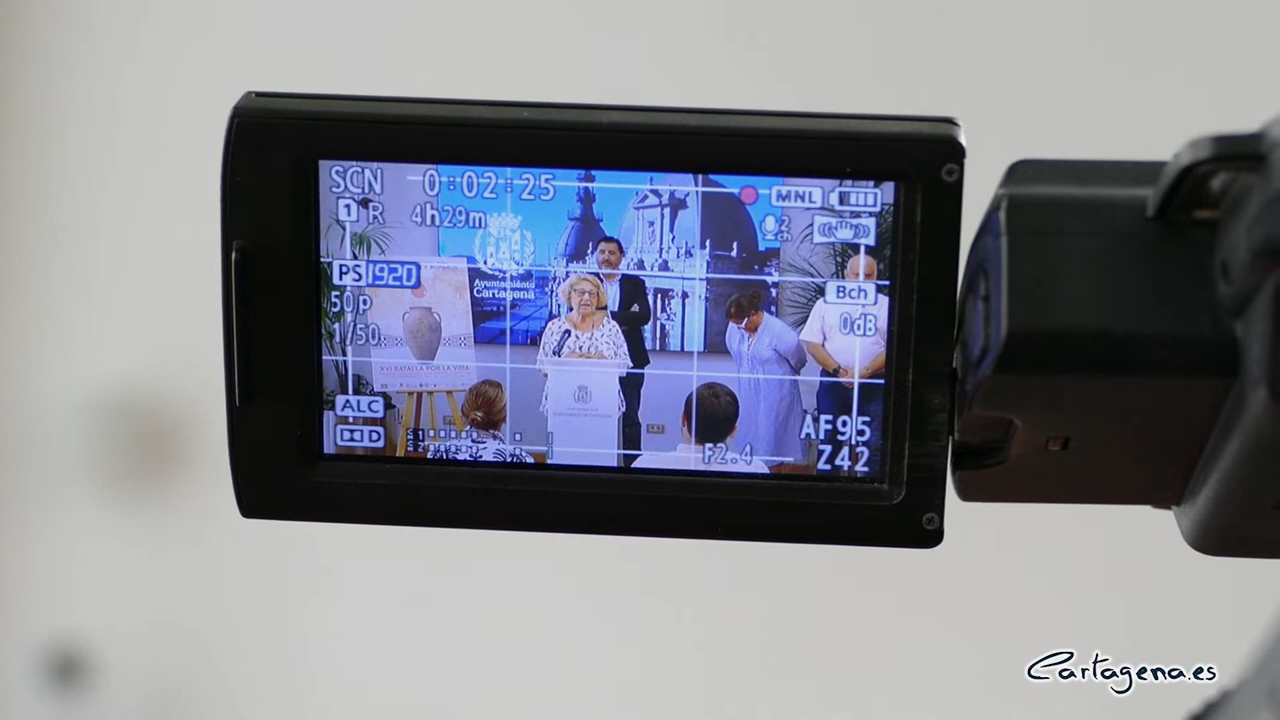 SCN 0:02:25 MNL
1 R 4h29m 2ch
PS 1920
50p
1/50
Bch
0dB
Ayuntamiento
Cartagena
XVI BATALLA POR LA VIDA
ALC
D
AF95
F2.4 Z42
Cartagena.es